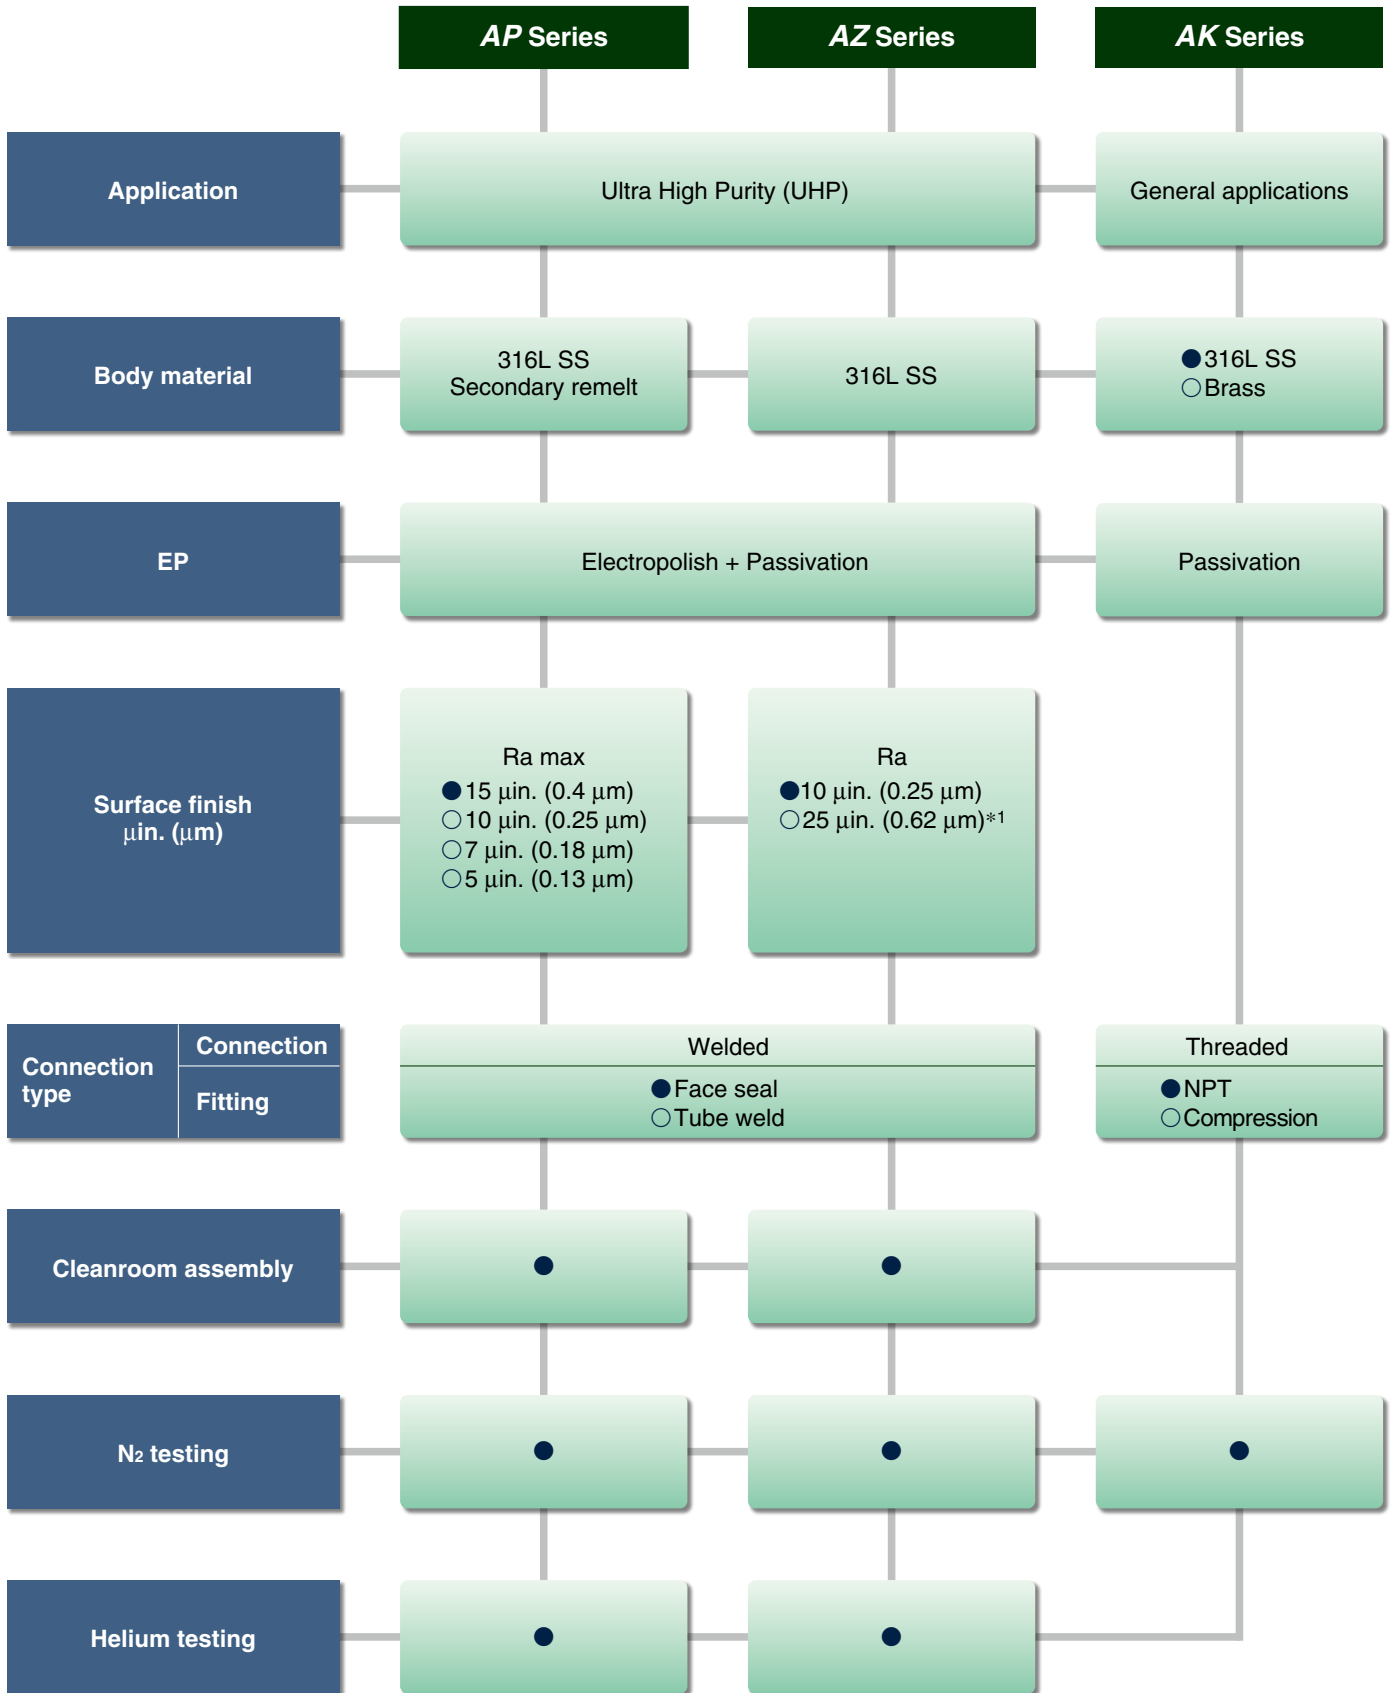 AP Series
AZ Series
AK Series
Application
Ultra High Purity (UHP)
General applications
Body material
316L SS
Secondary remelt
316L SS
●316L SS
○Brass
EP
Electropolish + Passivation
Passivation
Surface finish
µin. (µm)
Ra max
●15 µin. (0.4 µm)
○10 µin. (0.25 µm)
○7 µin. (0.18 µm)
○5 µin. (0.13 µm)
Ra
●10 µin. (0.25 µm)
○25 µin. (0.62 µm)*1
Connection
type
Connection
Fitting
Welded
●Face seal
○Tube weld
Threaded
●NPT
○Compression
Cleanroom assembly
●
●
N2 testing
●
●
●
Helium testing
●
●